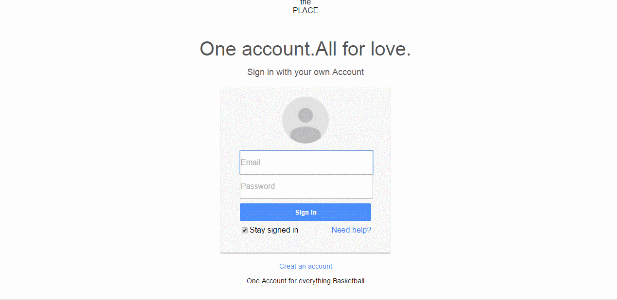 the
PLACE
One account.All for love.
Sign in with your own Account
Email
Password
Sign in
Stay signed in Need help?
Creat an account
One Account for everything Basketball